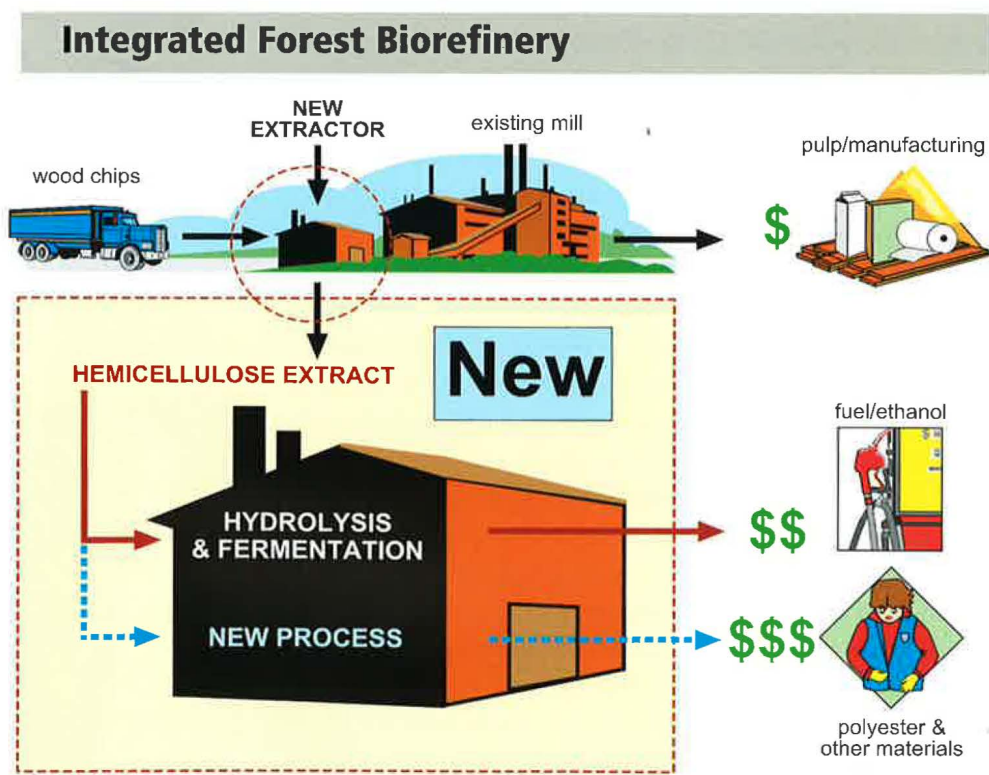 Integrated Forest Biorefinery
NEW
EXTRACTOR
existing mill
pulp/manufacturing
wood chips
$
HEMICELLULOSE EXTRACT
New
fuel/ethanol
HYDROLYSIS
& FERMENTATION
$$
NEW PROCESS
$$$
polyester &
other materials